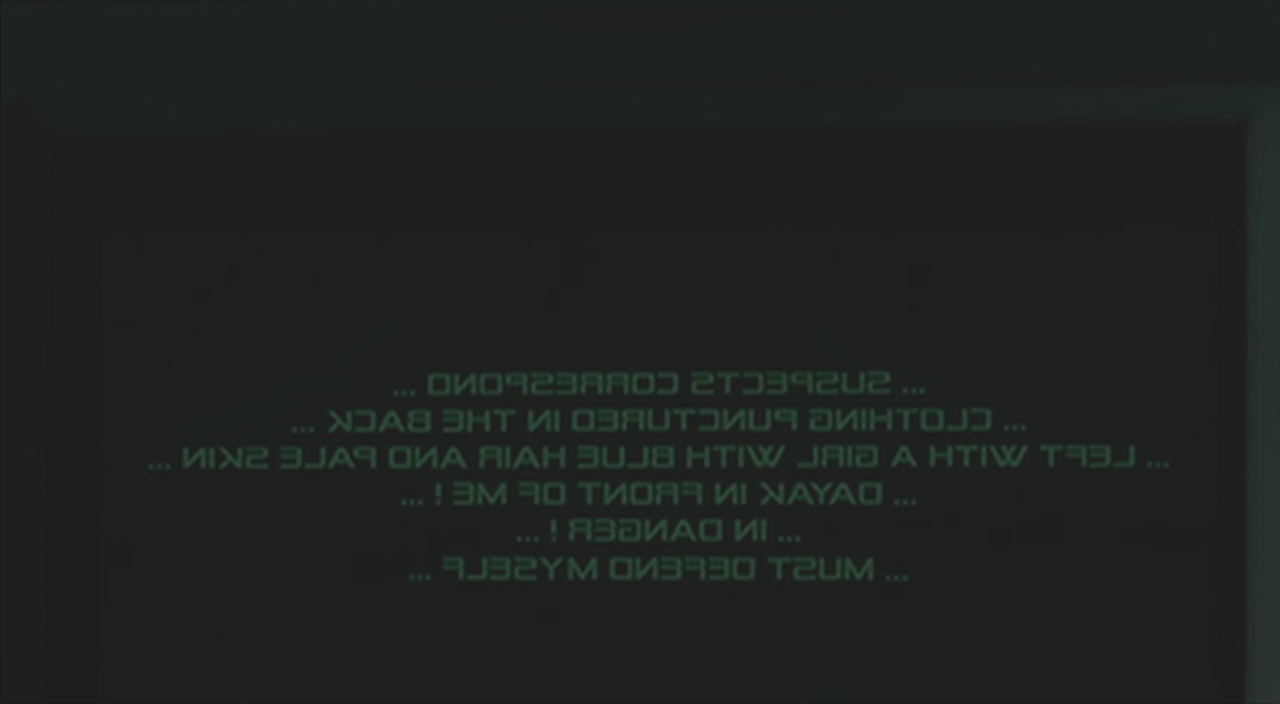 ... SUSPECTS CORRESPOND ...
... CLOTHING PUNCTURED IN THE BACK ...
... LEFT WITH A GIRL WITH BLUE HAIR AND PALE SKIN ...
... DAYAK IN FRONT OF ME ! ...
... IN DANGER ! ...
... MUST DEFEND MYSELF ...